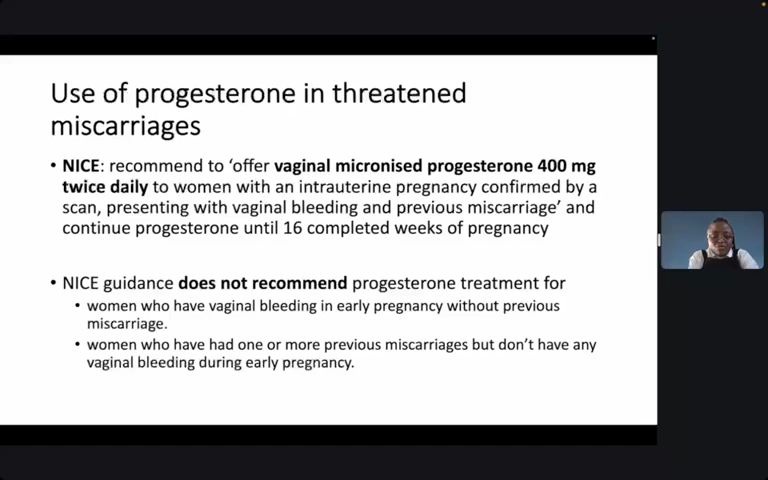 Use of progesterone in threatened
miscarriages
• NICE: recommend to ‘offer vaginal micronised progesterone 400 mg
twice daily to women with an intrauterine pregnancy confirmed by a
scan, presenting with vaginal bleeding and previous miscarriage’ and
continue progesterone until 16 completed weeks of pregnancy
• NICE guidance does not recommend progesterone treatment for
• women who have vaginal bleeding in early pregnancy without previous
miscarriage.
• women who have had one or more previous miscarriages but don’t have any
vaginal bleeding during early pregnancy.